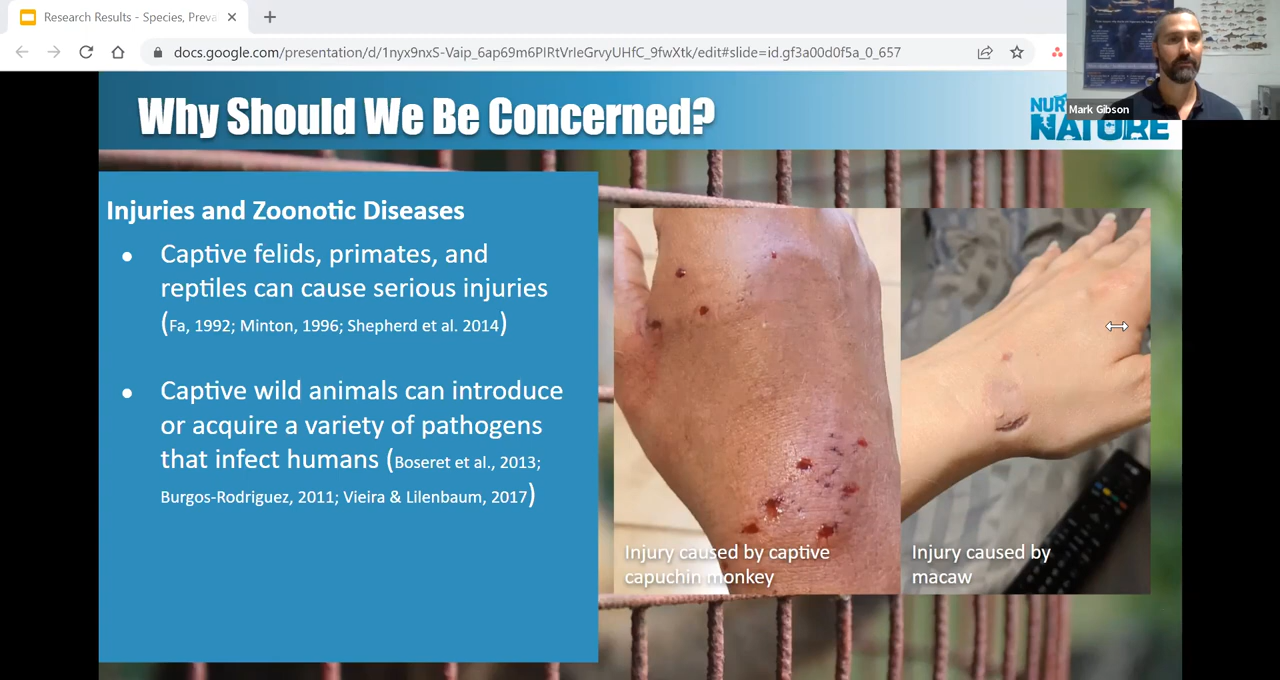 Research Results - Species, Preva
docs.google.com/presentation/d/1nyx9nxS-Vaip_6ap69m6PlRtVrIeGrvyUHfC_9fwXtk/edit#slide=id.gf3a00d0f5a_0_657
Mark Gibson
Why Should We Be Concerned?
NATURE
Injuries and Zoonotic Diseases
• Captive felids, primates, and
reptiles can cause serious injuries
(Fa, 1992; Minton, 1996; Shepherd et al. 2014)
• Captive wild animals can introduce
or acquire a variety of pathogens
that infect humans (Boseret et al., 2013;
Burgos-Rodriguez, 2011; Vieira & Lilenbaum, 2017)
Injury caused by captive
capuchin monkey
Injury caused by
macaw